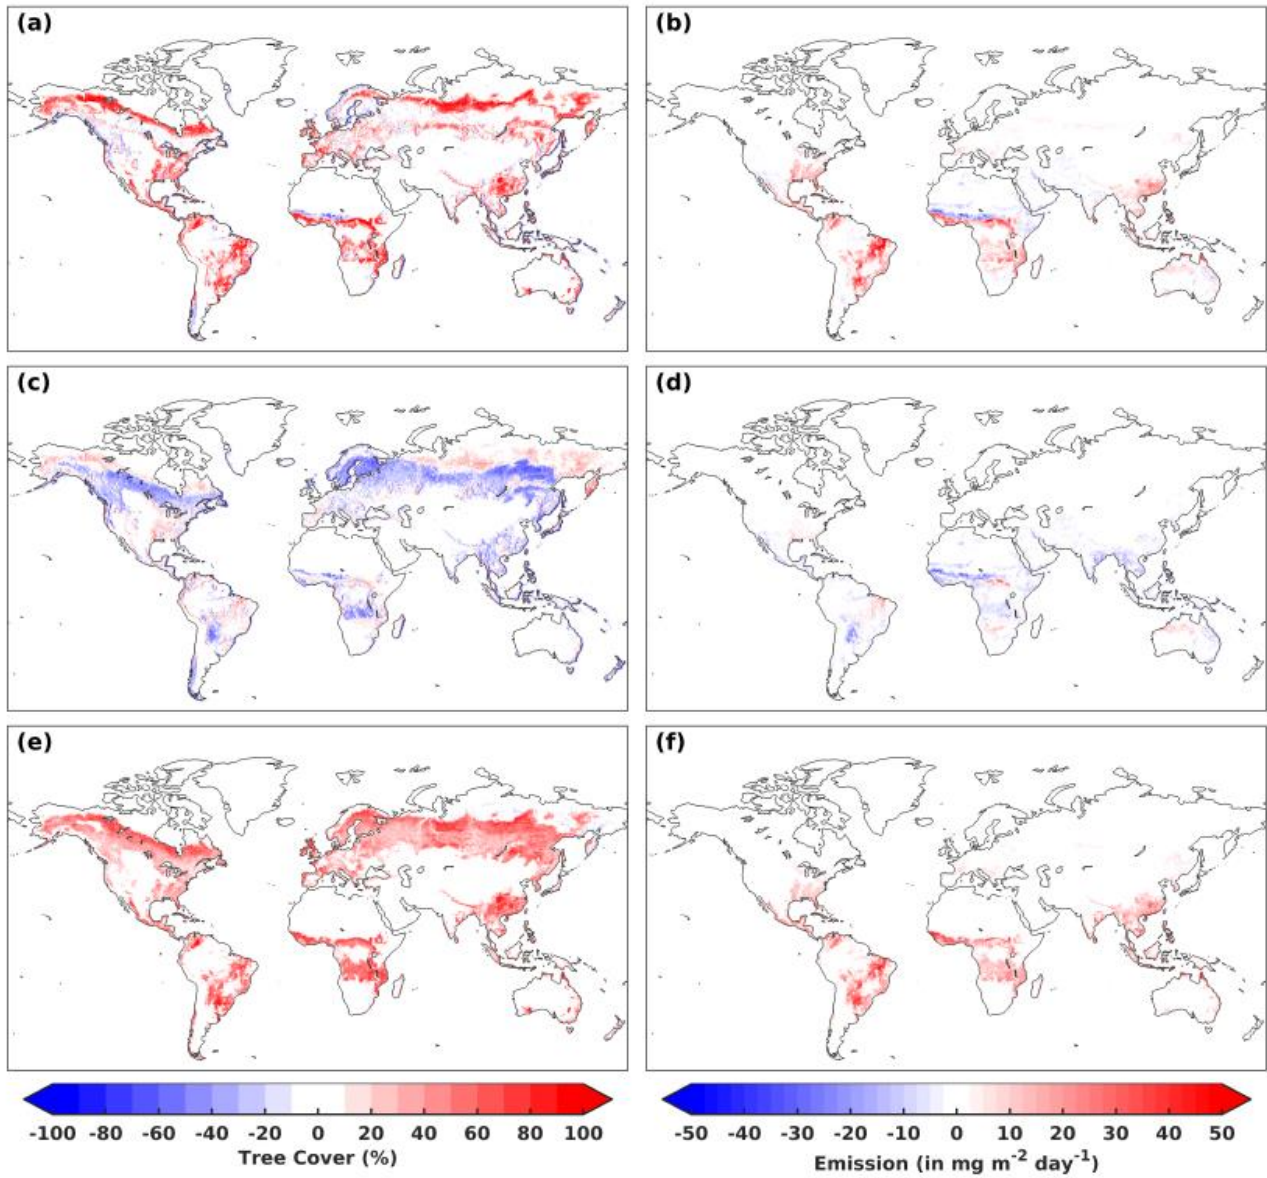 (a) (b)
(c) (d)
(e) (f)
-100 -80 -60 -40 -20 0 20 40 60 80 100 -50 -40 -30 -20 -10 0 10 20 30 40 50
Tree Cover (%) Emission (in mg m⁻² day⁻¹)